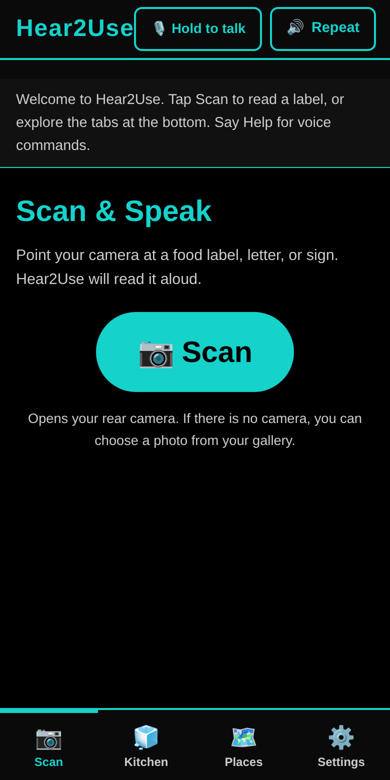 Hear2Use
Hold to talk
Repeat
Welcome to Hear2Use. Tap Scan to read a label, or
explore the tabs at the bottom. Say Help for voice
commands.
Scan & Speak
Point your camera at a food label, letter, or sign.
Hear2Use will read it aloud.
Scan
Opens your rear camera. If there is no camera, you can
choose a photo from your gallery.
Scan
Kitchen
Places
Settings